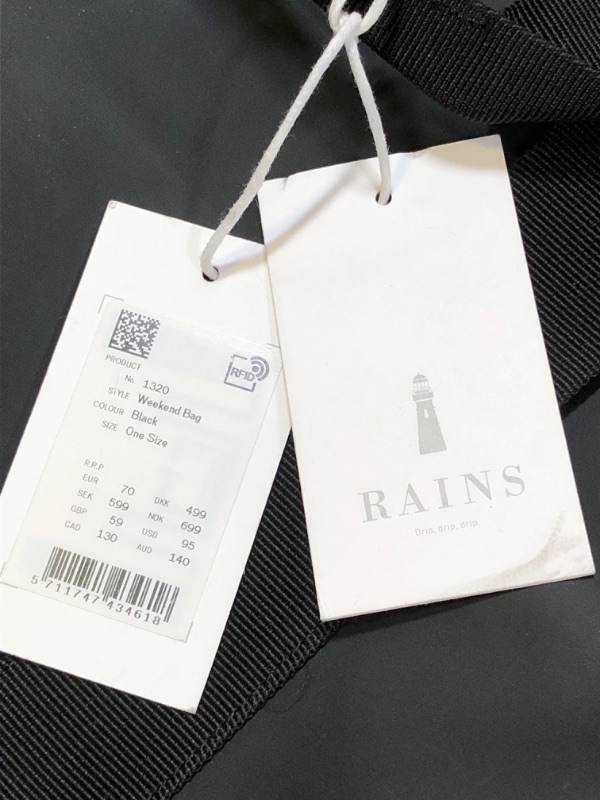 PRODUCT
RFID
No. 1320
STYLE Weekend Bag
COLOUR Black
SIZE One Size
R.R.P
EUR 70 DKK 499
SEK 599 NOK 699
GBP 59 USD 95
CAD 130 AUD 140
5 711747 434618
RAINS
Drip, drip, drip.